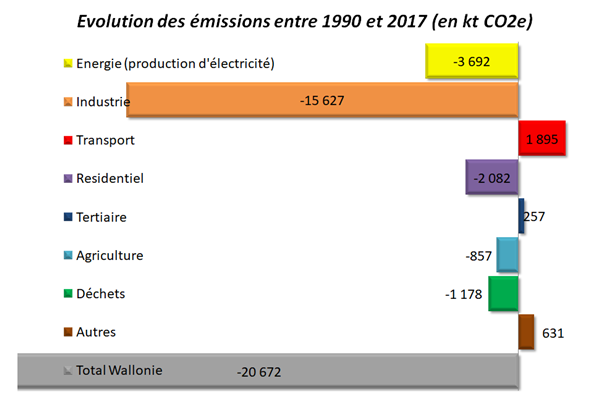 Evolution des émissions entre 1990 et 2017 (en kt CO2e)
Energie (production d'électricité) -3 692
Industrie -15 627
Transport 1 895
Residentiel -2 082
Tertiaire 257
Agriculture -857
Déchets -1 178
Autres 631
Total Wallonie -20 672